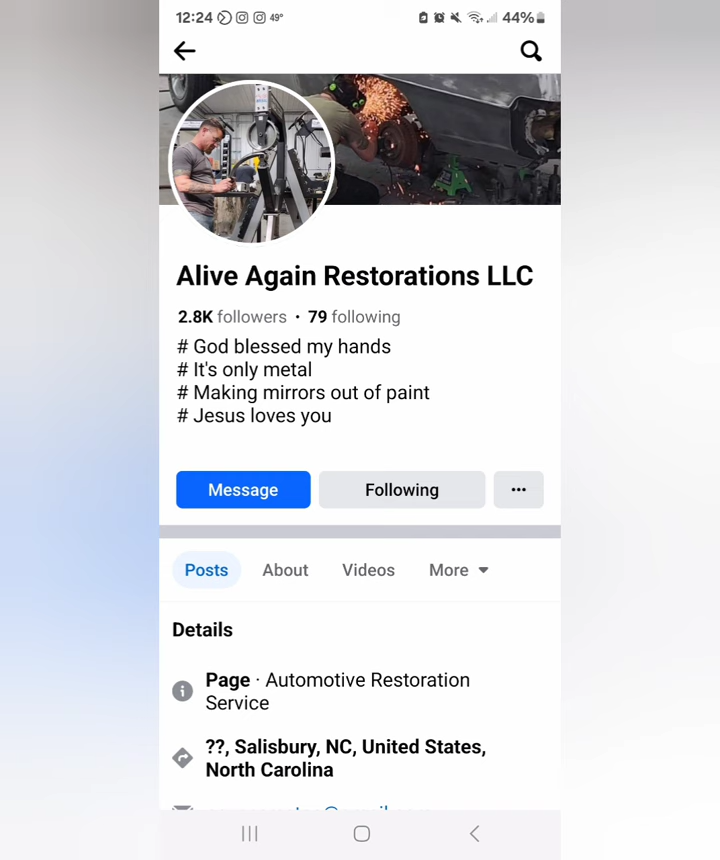 12:24 49° 44%
Alive Again Restorations LLC
2.8K followers • 79 following
# God blessed my hands
# It's only metal
# Making mirrors out of paint
# Jesus loves you
Message Following ...
Posts About Videos More
Details
Page · Automotive Restoration
Service
??, Salisbury, NC, United States,
North Carolina